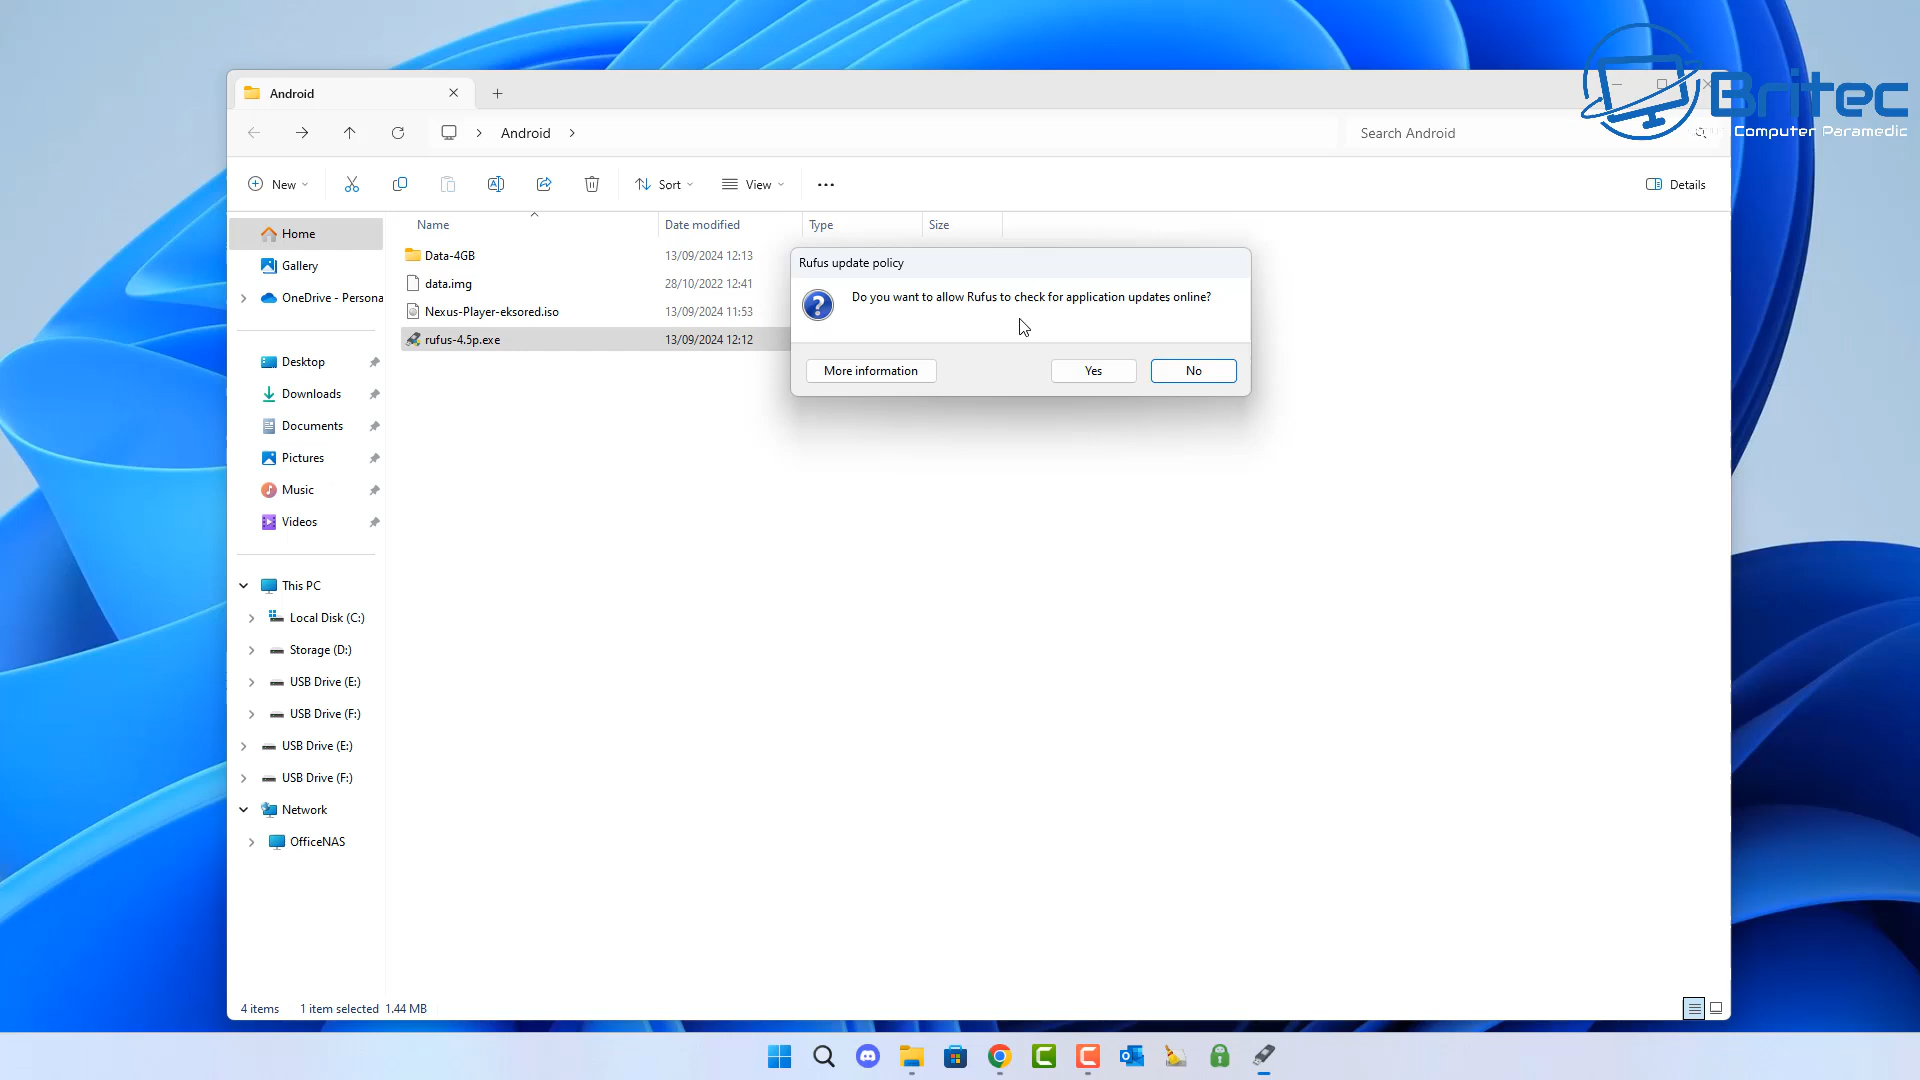 Android
Britec
Computer Paramedic
Android
Search Android
New
Sort
View
Details
Name
Date modified
Type
Size
Home
Gallery
OneDrive - Persona
Desktop
Downloads
Documents
Pictures
Music
Videos
This PC
Local Disk (C:)
Storage (D:)
USB Drive (E:)
USB Drive (F:)
USB Drive (E:)
USB Drive (F:)
Network
OfficeNAS
Data-4GB 13/09/2024 12:13
data.img 28/10/2022 12:41
Nexus-Player-eksored.iso 13/09/2024 11:53
rufus-4.5p.exe 13/09/2024 12:12
Rufus update policy
Do you want to allow Rufus to check for application updates online?
More information
Yes
No
4 items 1 item selected 1.44 MB